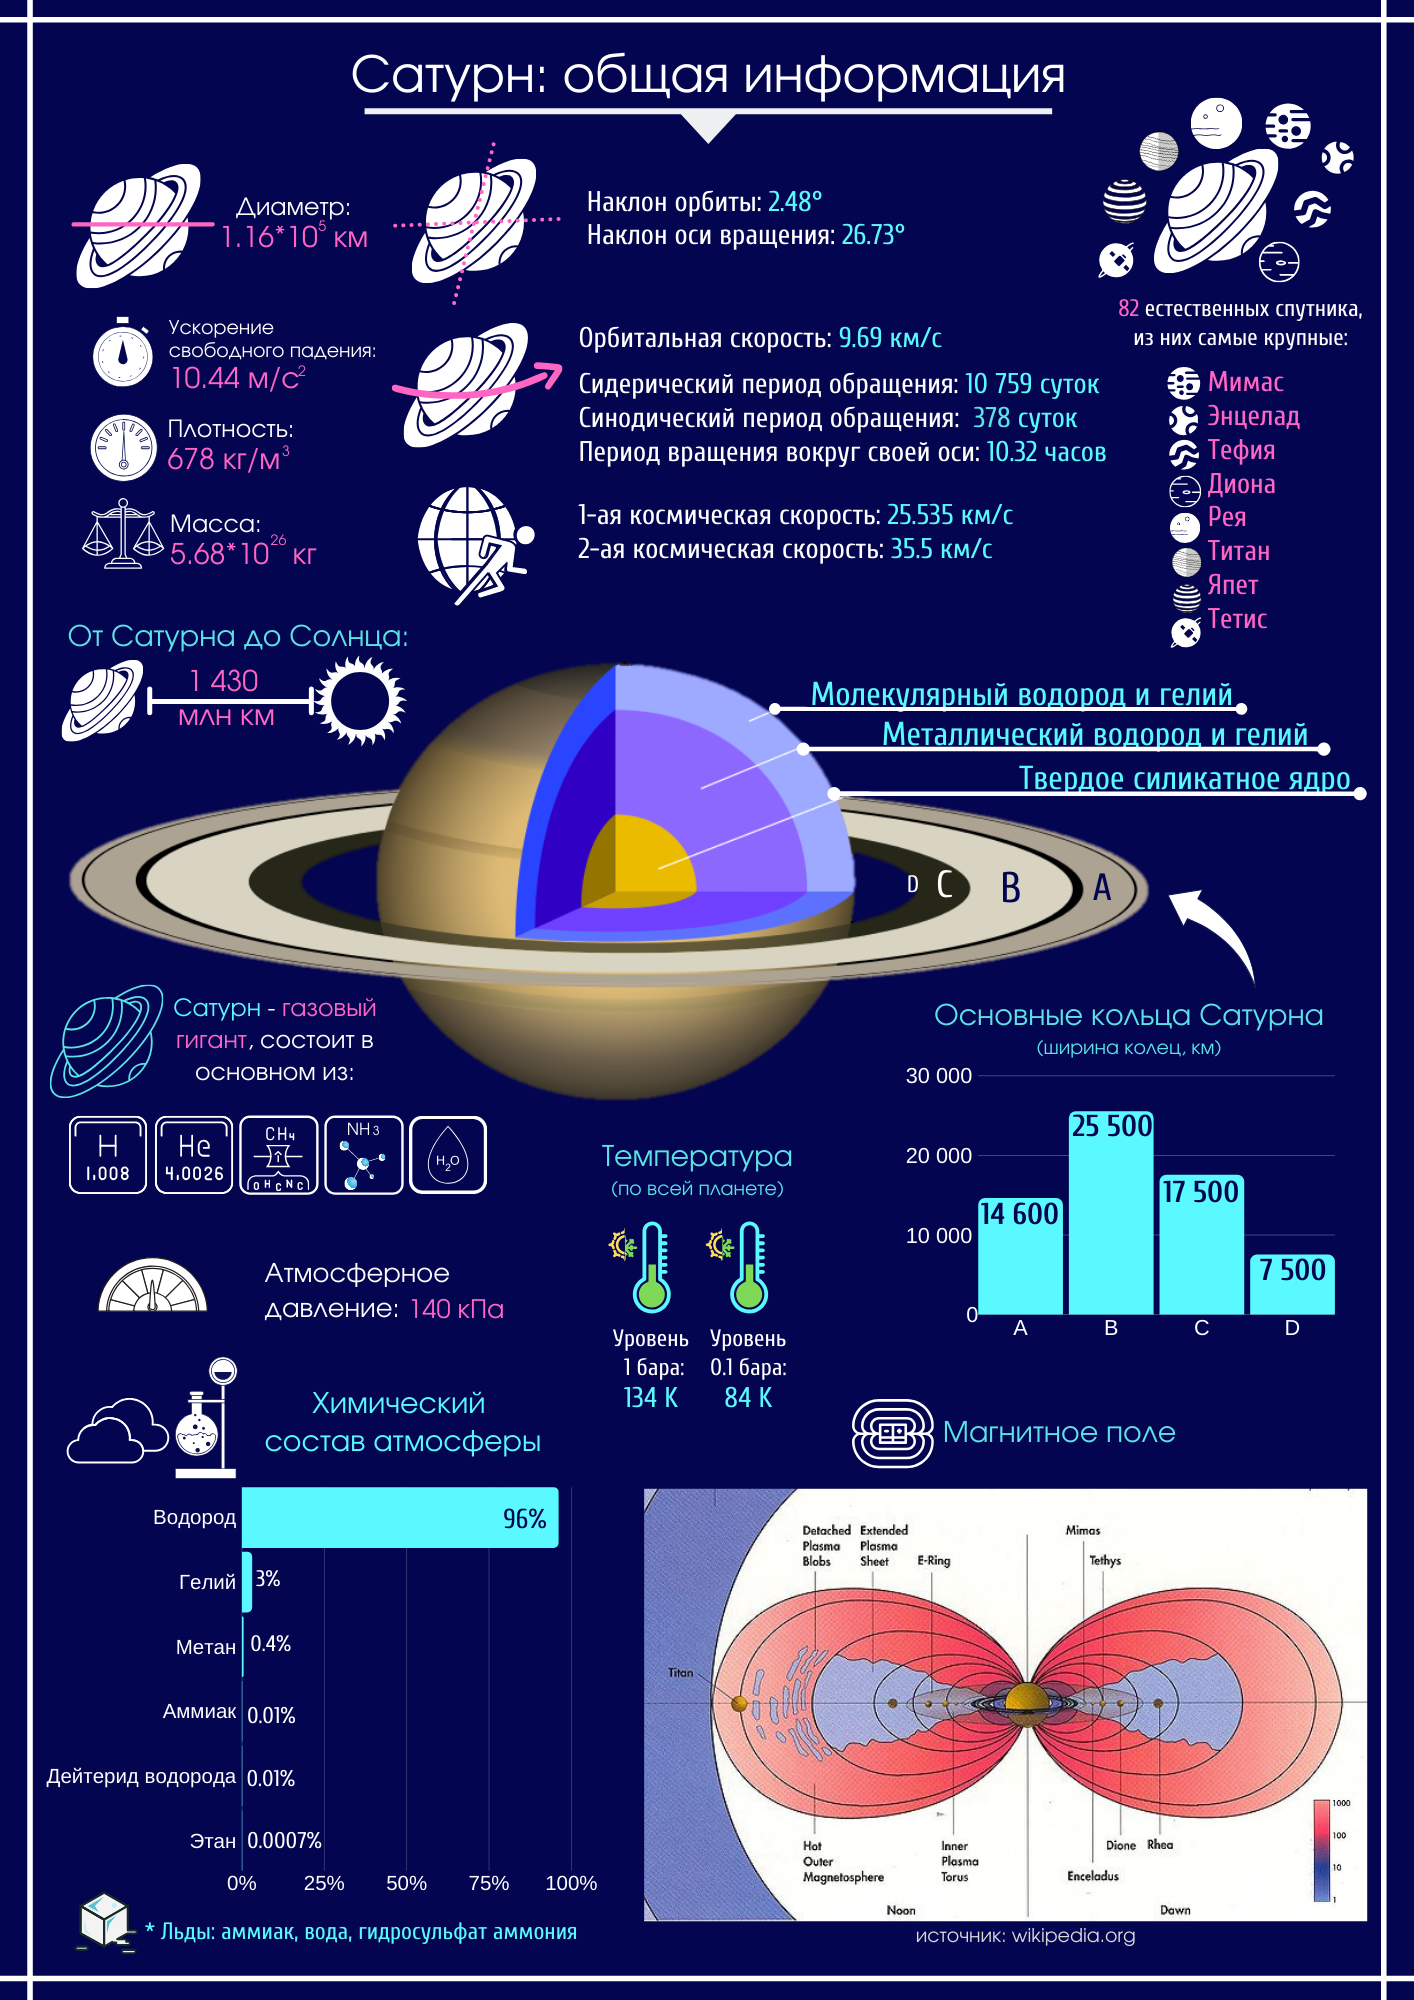 Сатурн: общая информация
Диаметр:
1.16*10⁵ км
Наклон орбиты: 2.48°
Наклон оси вращения: 26.73°
82 естественных спутника,
из них самые крупные:
Мимас
Энцелад
Тефия
Диона
Рея
Титан
Япет
Тетис
Ускорение
свободного падения:
10.44 м/с²
Плотность:
678 кг/м³
Масса:
5.68*10²⁶ кг
Орбитальная скорость: 9.69 км/с
Сидерический период обращения: 10 759 суток
Синодический период обращения: 378 суток
Период вращения вокруг своей оси: 10.32 часов
1-ая космическая скорость: 25.535 км/с
2-ая космическая скорость: 35.5 км/с
От Сатурна до Солнца:
1 430
млн км
Молекулярный водород и гелий
Металлический водород и гелий
Твердое силикатное ядро
D C B A
Сатурн - газовый
гигант, состоит в
основном из:
H
1.008
He
4.0026
CH4
O H C N C
NH3
H2O
Основные кольца Сатурна
(ширина колец, км)
30 000
20 000
10 000
0
14 600
25 500
17 500
7 500
A B C D
Температура
(по всей планете)
Уровень
1 бара:
134 K
Уровень
0.1 бара:
84 K
Атмосферное
давление: 140 кПа
Химический
состав атмосферы
Водород 96%
Гелий 3%
Метан 0.4%
Аммиак 0.01%
Дейтерид водорода 0.01%
Этан 0.0007%
0% 25% 50% 75% 100%
* Льды: аммиак, вода, гидросульфат аммония
Магнитное поле
Detached
Plasma
Blobs
Extended
Plasma
Sheet
E-Ring
Mimas
Tethys
Titan
Hot
Outer
Magnetosphere
Inner
Plasma
Torus
Dione
Rhea
Enceladus
Noon
Dawn
1000
100
10
1
источник: wikipedia.org